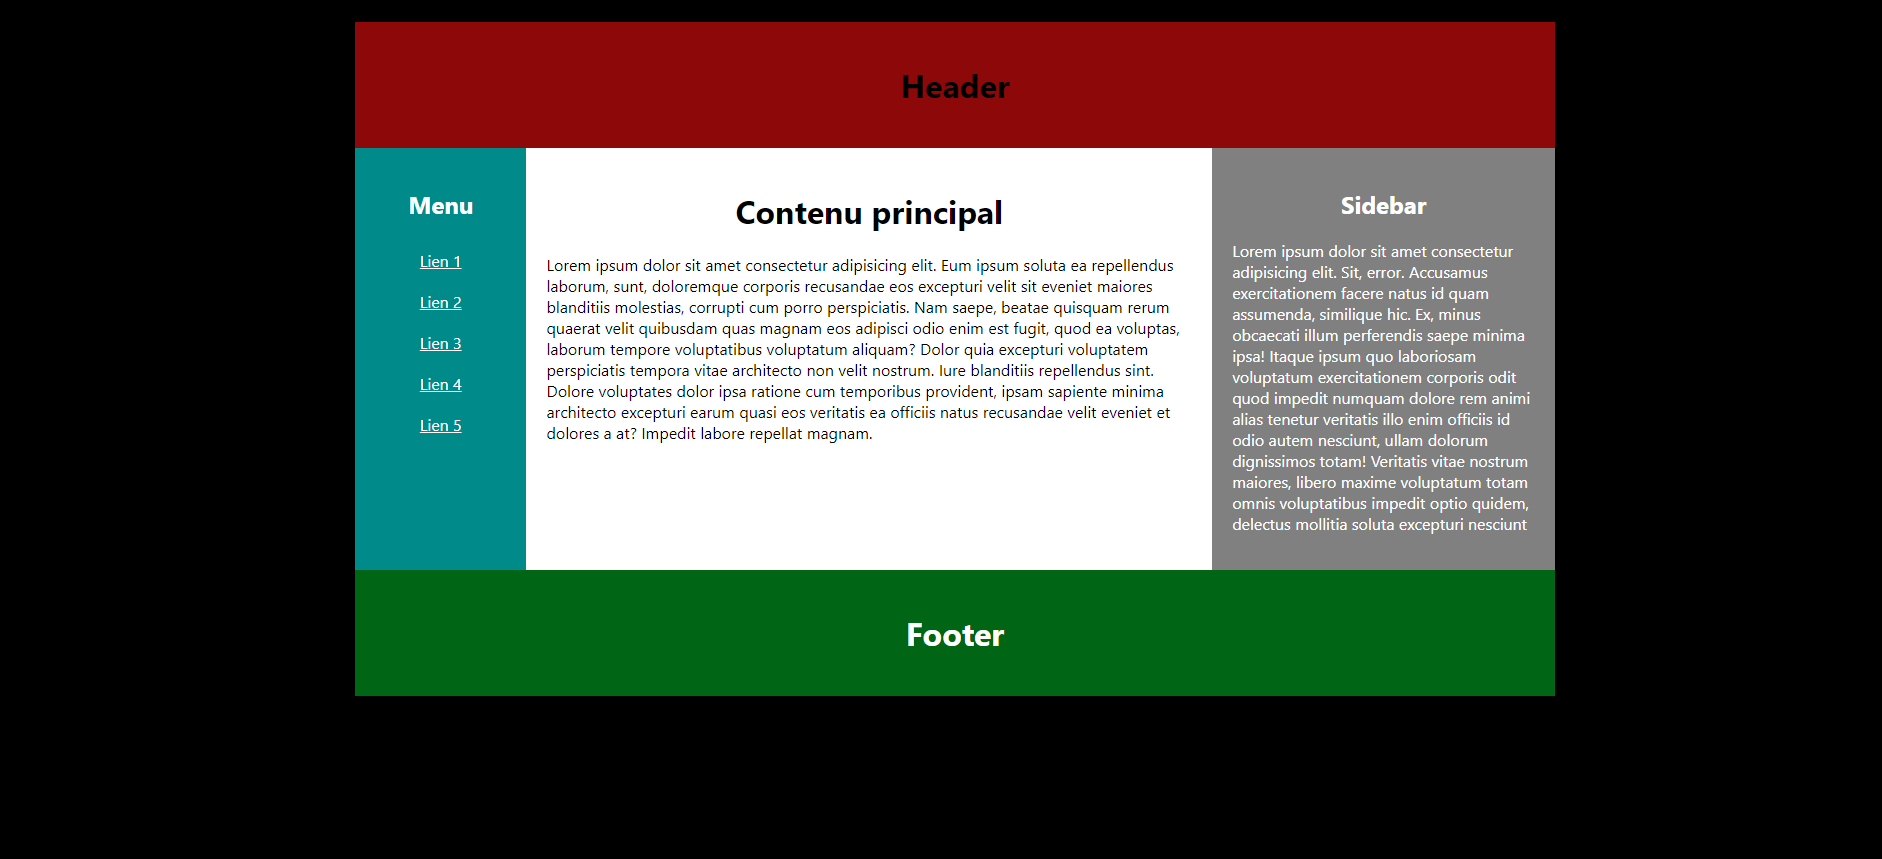 Header
Menu
Lien 1
Lien 2
Lien 3
Lien 4
Lien 5
Contenu principal
Lorem ipsum dolor sit amet consectetur adipisicing elit. Eum ipsum soluta ea repellendus
laborum, sunt, doloremque corporis recusandae eos excepturi velit sit eveniet maiores
blanditiis molestias, corrupti cum porro perspiciatis. Nam saepe, beatae quisquam rerum
quaerat velit quibusdam quas magnam eos adipisci odio enim est fugit, quod ea voluptas,
laborum tempore voluptatibus voluptatum aliquam? Dolor quia excepturi voluptatem
perspiciatis tempora vitae architecto non velit nostrum. Iure blanditiis repellendus sint.
Dolore voluptates dolor ipsa ratione cum temporibus provident, ipsam sapiente minima
architecto excepturi earum quasi eos veritatis ea officiis natus recusandae velit eveniet et
dolores a at? Impedit labore repellat magnam.
Sidebar
Lorem ipsum dolor sit amet consectetur
adipisicing elit. Sit, error. Accusamus
exercitationem facere natus id quam
assumenda, similique hic. Ex, minus
obcaecati illum perferendis saepe minima
ipsa! Itaque ipsum quo laboriosam
voluptatum exercitationem corporis odit
quod impedit numquam dolore rem animi
alias tenetur veritatis illo enim officiis id
odio autem nesciunt, ullam dolorum
dignissimos totam! Veritatis vitae nostrum
maiores, libero maxime voluptatum totam
omnis voluptatibus impedit optio quidem,
delectus mollitia soluta excepturi nesciunt
Footer